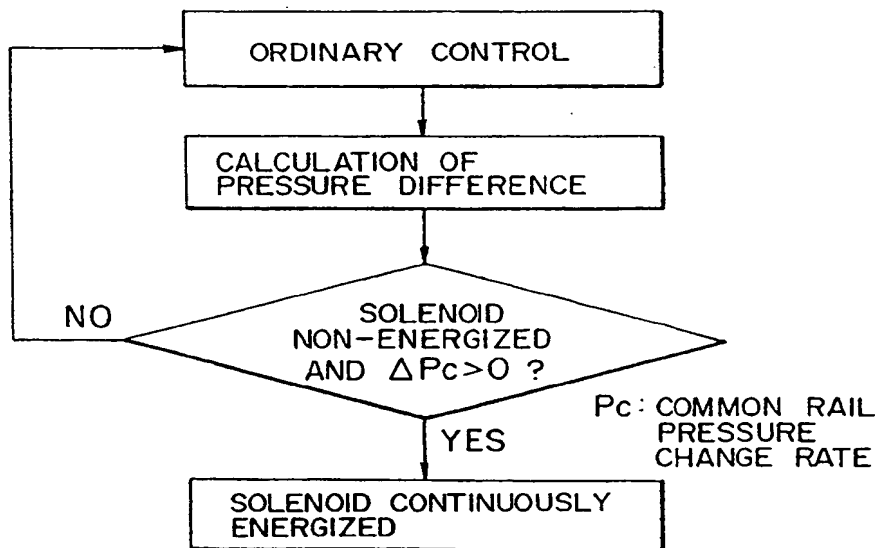 ORDINARY CONTROL
CALCULATION OF
PRESSURE DIFFERENCE
SOLENOID
NON-ENERGIZED
AND ΔPc>0 ?
NO
YES
Pc: COMMON RAIL
PRESSURE
CHANGE RATE
SOLENOID CONTINUOUSLY
ENERGIZED